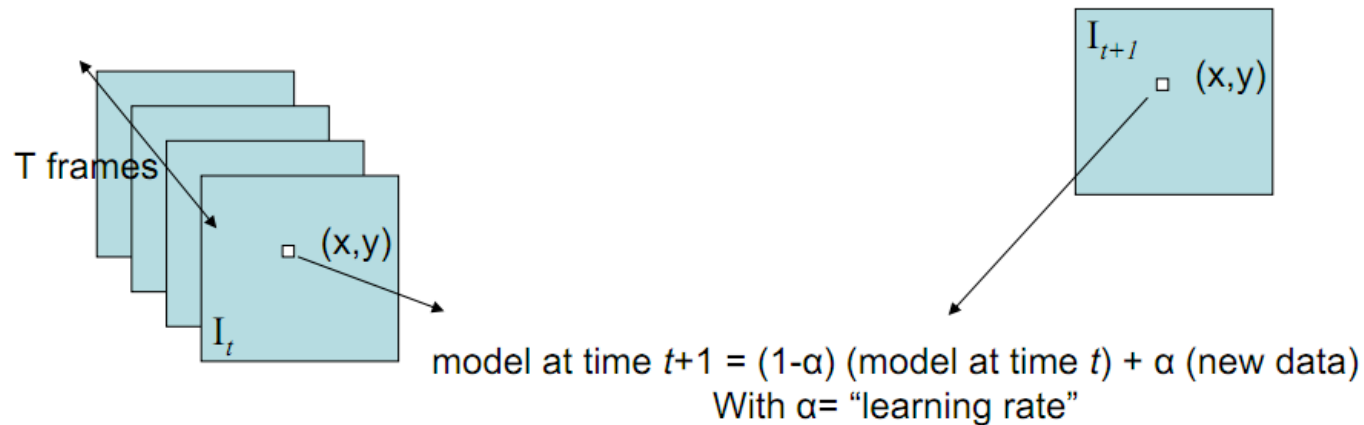 T frames
(x,y)
I_t
I_{t+1}
(x,y)
model at time t+1 = (1-α) (model at time t) + α (new data)
With α= “learning rate”